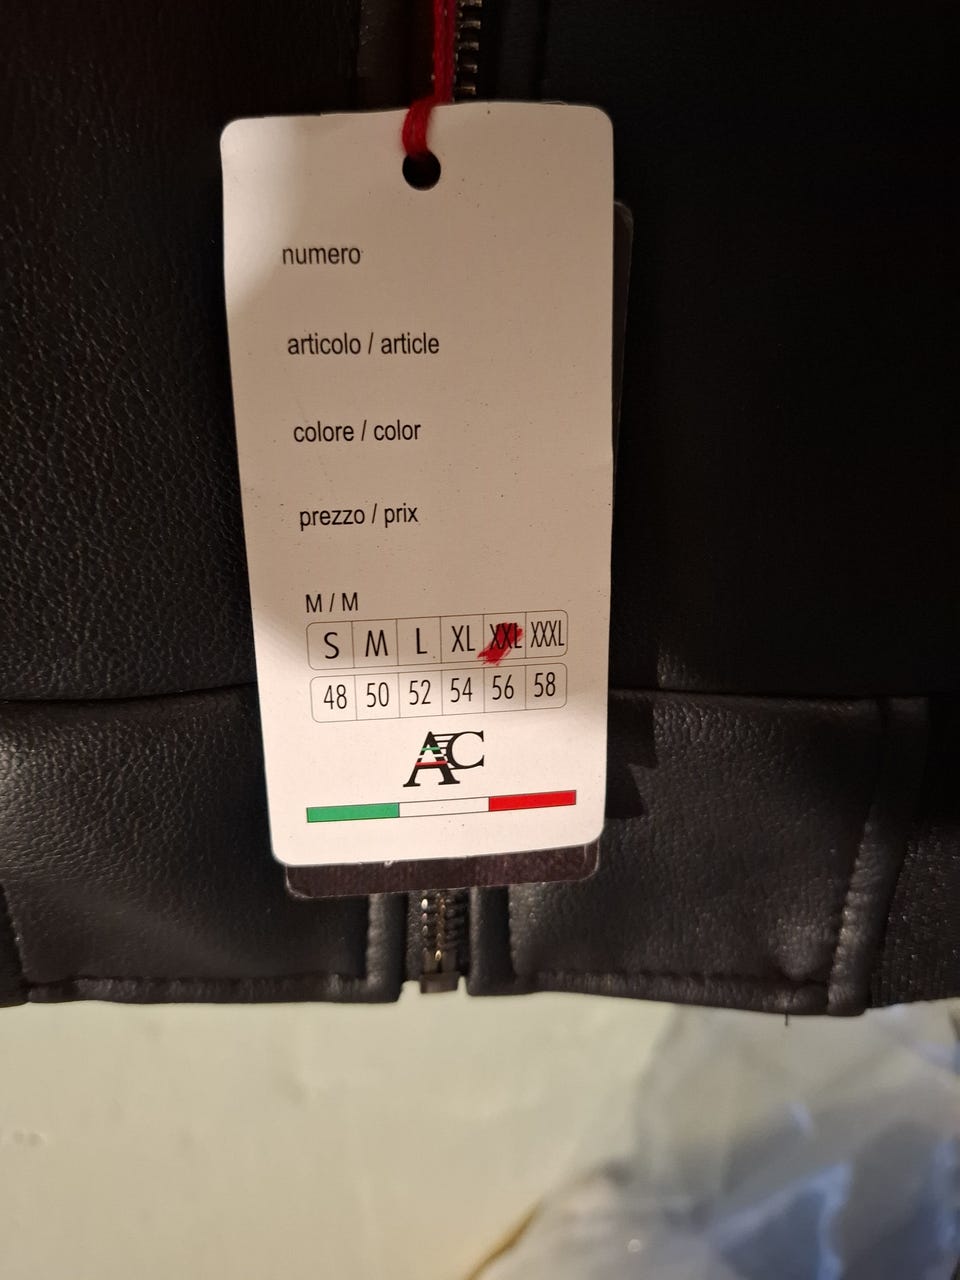 numero
articolo / article
colore / color
prezzo / prix
M / M
S M L XL XXL XXXL
48 50 52 54 56 58
AC